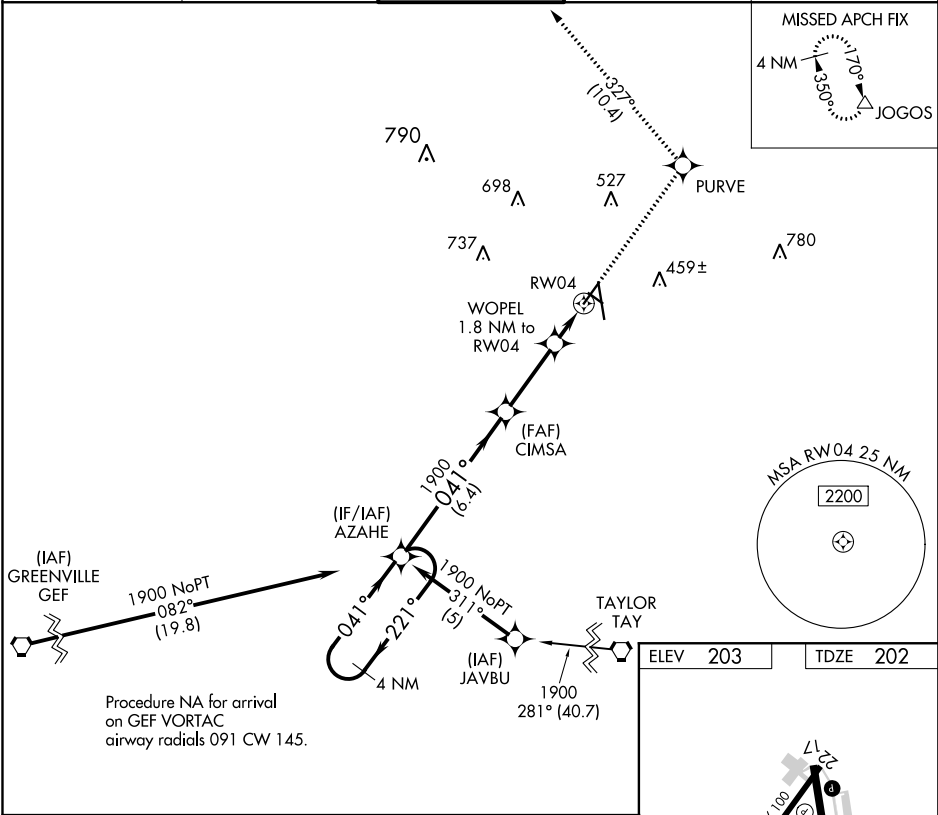 MISSED APCH FIX
4 NM
170°
350°
JOGOS
327°
(10.4)
790
698
527
PURVE
737
780
459±
RW04
WOPEL
1.8 NM to
RW04
(FAF)
CIMSA
1900
041°
(6.4)
MSA RW04 25 NM
2200
(IF/IAF)
AZAHE
(IAF)
GREENVILLE
GEF
1900 NoPT
082°
(19.8)
1900 NoPT
311°
(5)
041°
221°
4 NM
TAYLOR
TAY
(IAF)
JAVBU
1900
281° (40.7)
Procedure NA for arrival
on GEF VORTAC
airway radials 091 CW 145.
ELEV 203
TDZE 202
22
17
P
P
100